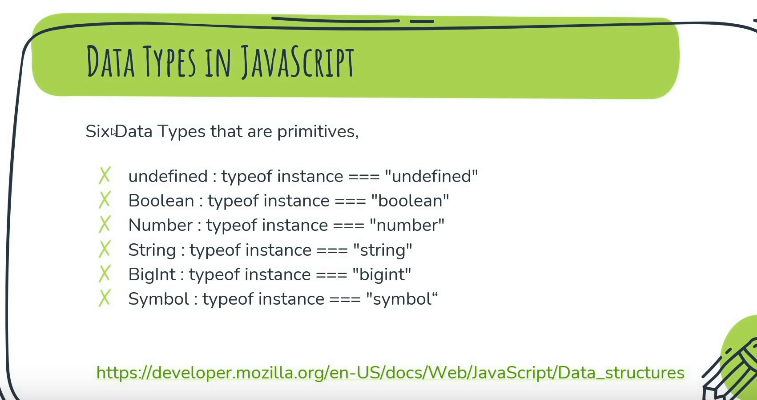 Data Types in JavaScript
Six Data Types that are primitives,
undefined : typeof instance === "undefined"
Boolean : typeof instance === "boolean"
Number : typeof instance === "number"
String : typeof instance === "string"
BigInt : typeof instance === "bigint"
Symbol : typeof instance === "symbol“
https://developer.mozilla.org/en-US/docs/Web/JavaScript/Data_structures